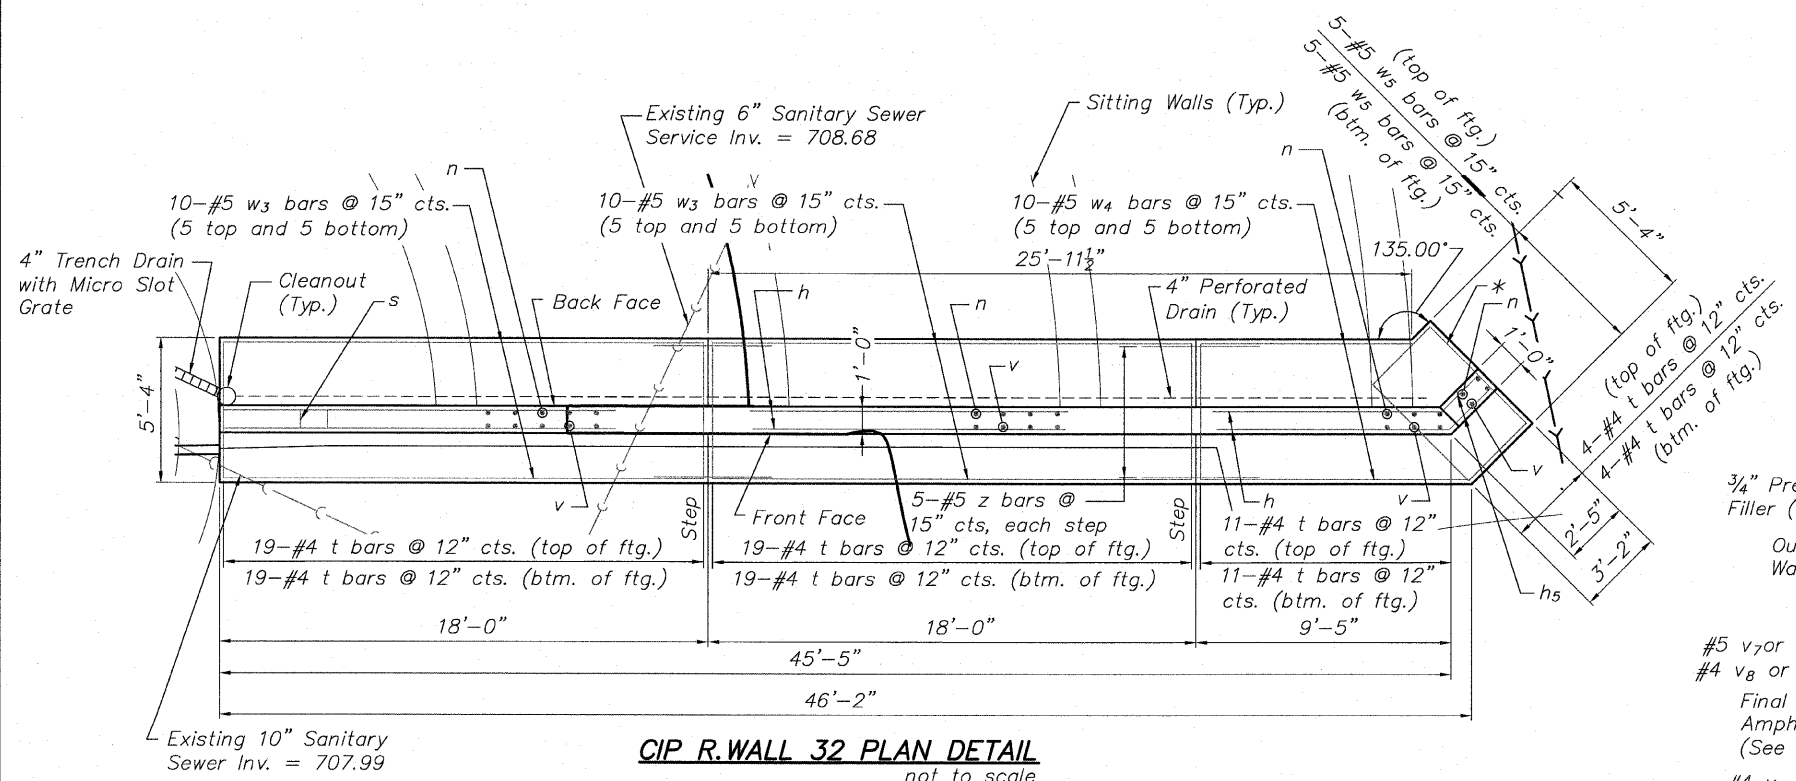 5-#5 w5 bars @ 15" cts.
(top of ftg.)
5-#5 w5 bars @ 15" cts.
(btm. of ftg.)
Existing 6" Sanitary Sewer
Service Inv. = 708.68
Sitting Walls (Typ.)
n
n
10-#5 w3 bars @ 15" cts.
(5 top and 5 bottom)
10-#5 w3 bars @ 15" cts.
(5 top and 5 bottom)
10-#5 w4 bars @ 15" cts.
(5 top and 5 bottom)
25'-11½"
135.00°
5'-4"
4" Trench Drain
with Micro Slot
Grate
Cleanout
(Typ.)
s
Back Face
h
n
4" Perforated
Drain (Typ.)
*
n
1'-0"
5'-4"
1'-0"
v
4-#4 t bars @ 12" cts.
(top of ftg.)
4-#4 t bars @ 12" cts.
(btm. of ftg.)
v
v
Step
Front Face
5-#5 z bars @
15" cts, each step
Step
v
h
11-#4 t bars @ 12"
cts. (top of ftg.)
11-#4 t bars @ 12"
cts. (btm. of ftg.)
2'-5"
3'-2"
h5
19-#4 t bars @ 12" cts. (top of ftg.)
19-#4 t bars @ 12" cts. (btm. of ftg.)
19-#4 t bars @ 12" cts. (top of ftg.)
19-#4 t bars @ 12" cts. (btm. of ftg.)
18'-0"
18'-0"
9'-5"
45'-5"
46'-2"
Existing 10" Sanitary
Sewer Inv. = 707.99
CIP R.WALL 32 PLAN DETAIL
not to scale
¾" Pre
Filler (
Ou
Wa
#5 v7 or
#4 v8 or
Final
Amph
(See